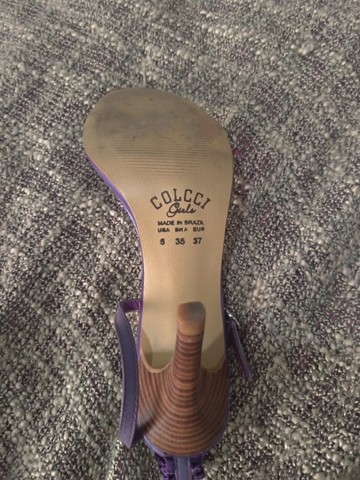 COLCCI
Girls
MADE IN BRAZIL
USA BRA EUR
6 35 37